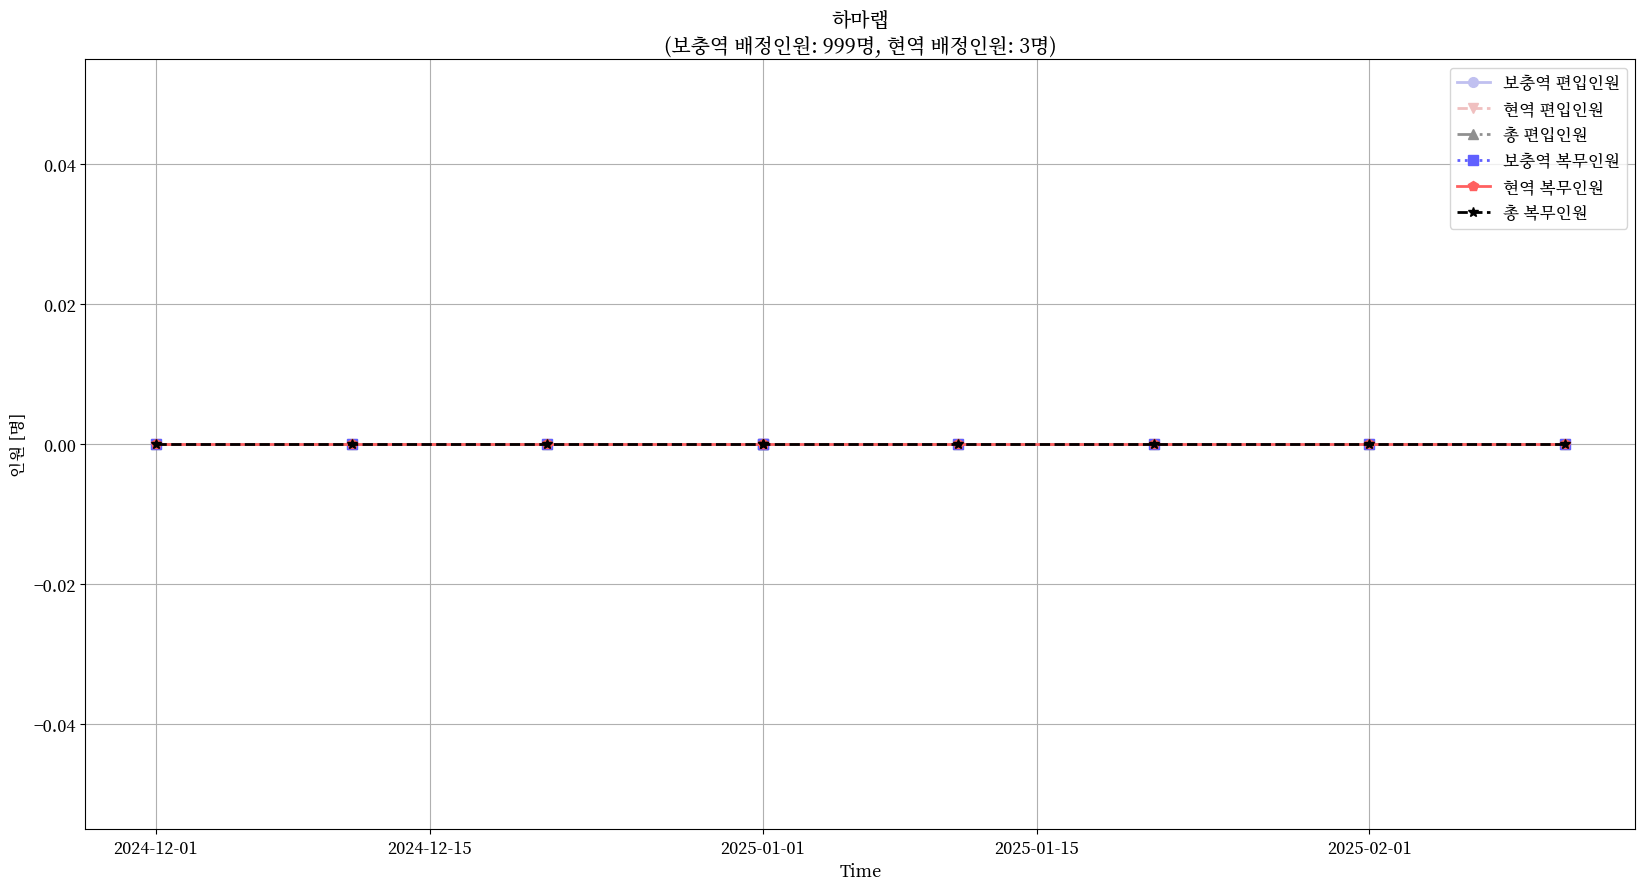 하마랩
(보충역 배정인원: 999명, 현역 배정인원: 3명)
보충역 편입인원
현역 편입인원
총 편입인원
보충역 복무인원
현역 복무인원
총 복무인원
0.04
0.02
0.00
−0.02
−0.04
인원 [명]
2024-12-01
2024-12-15
2025-01-01
2025-01-15
2025-02-01
Time